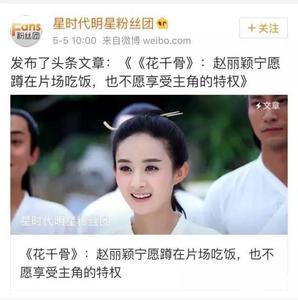 Fans
粉丝团
星时代明星粉丝团
5-5 10:00 来自微博 weibo.com
+关注
发布了头条文章：《《花千骨》：赵丽颖宁愿
蹲在片场吃饭，也不愿享受主角的特权》
文章
星时代明星粉丝团
《花千骨》：赵丽颖宁愿蹲在片场吃饭，也不
愿享受主角的特权